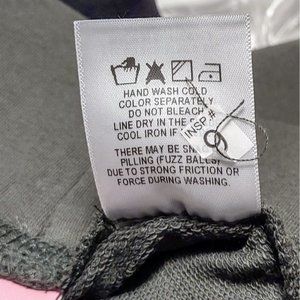 HAND WASH COLD
COLOR SEPARATELY
DO NOT BLEACH
LINE DRY IN THE
COOL IRON IF
INSP #
THERE MAY BE
PILLING (FUZZ BALLS)
DUE TO STRONG FRICTION OR
FORCE DURING WASHING.